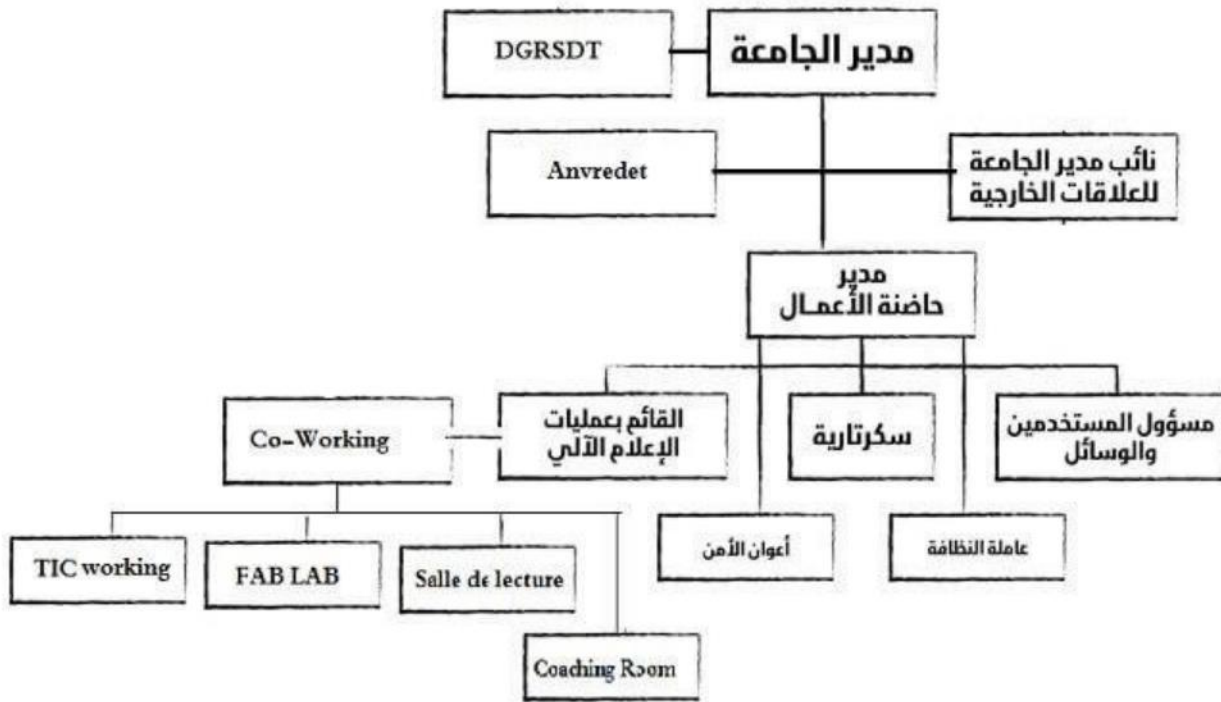 DGRSDT
مدير الجامعة
Anvredet
نائب مدير الجامعة
للعلاقات الخارجية
مدير
حاضنة الأعمـال
Co-Working
القائم بعمليات
الإعلام الآلي
سكرتارية
مسؤول المستخدمين
والوسائل
TIC working
FAB LAB
Salle de lecture
أعوان الأمن
عاملة النظافة
Coaching Room